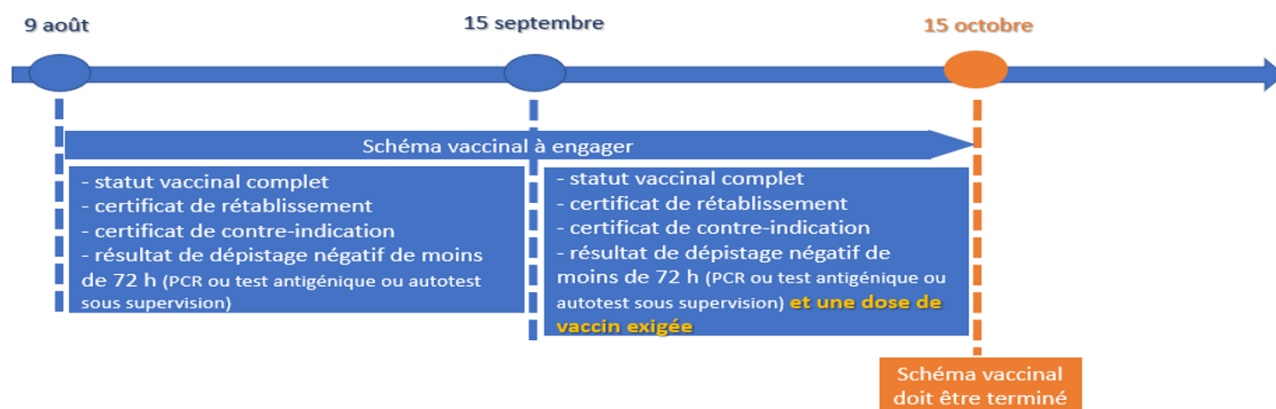 9 août
15 septembre
15 octobre
Schéma vaccinal à engager
- statut vaccinal complet
- certificat de rétablissement
- certificat de contre-indication
- résultat de dépistage négatif de moins
de 72 h (PCR ou test antigénique ou autotest
sous supervision)
- statut vaccinal complet
- certificat de rétablissement
- certificat de contre-indication
- résultat de dépistage négatif de
moins de 72 h (PCR ou test antigénique ou
autotest sous supervision) et une dose de
vaccin exigée
Schéma vaccinal
doit être terminé